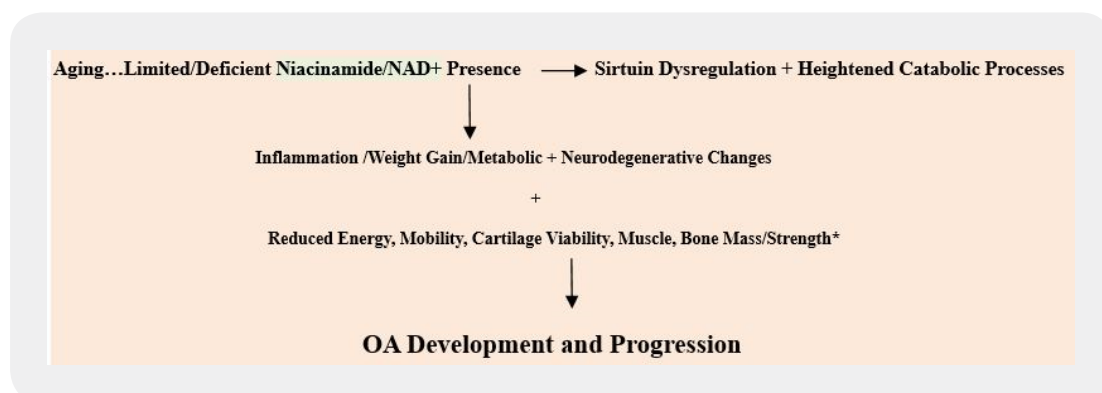 Aging…Limited/Deficient Niacinamide/NAD+ Presence → Sirtuin Dysregulation + Heightened Catabolic Processes
Inflammation /Weight Gain/Metabolic + Neurodegenerative Changes
+
Reduced Energy, Mobility, Cartilage Viability, Muscle, Bone Mass/Strength*
OA Development and Progression